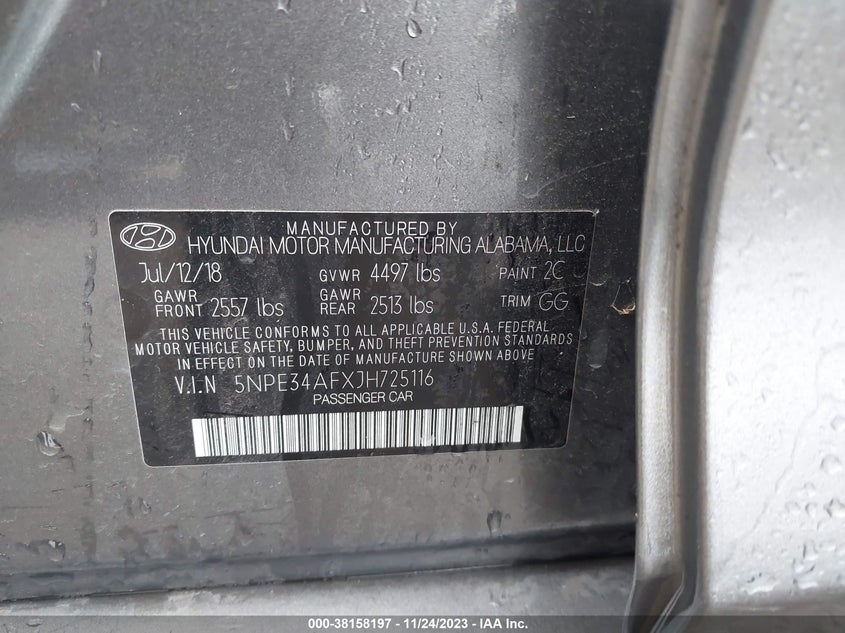 MANUFACTURED BY
HYUNDAI MOTOR MANUFACTURING ALABAMA, LLC
Jul/12/18 GVWR 4497 lbs PAINT 2C
GAWR FRONT 2557 lbs GAWR REAR 2513 lbs TRIM GG
THIS VEHICLE CONFORMS TO ALL APPLICABLE U.S.A. FEDERAL
MOTOR VEHICLE SAFETY, BUMPER, AND THEFT PREVENTION STANDARDS
IN EFFECT ON THE DATE OF MANUFACTURE SHOWN ABOVE
V.I.N 5NPE34AFXJH725116
PASSENGER CAR
000-38158197 - 11/24/2023 - IAA Inc.